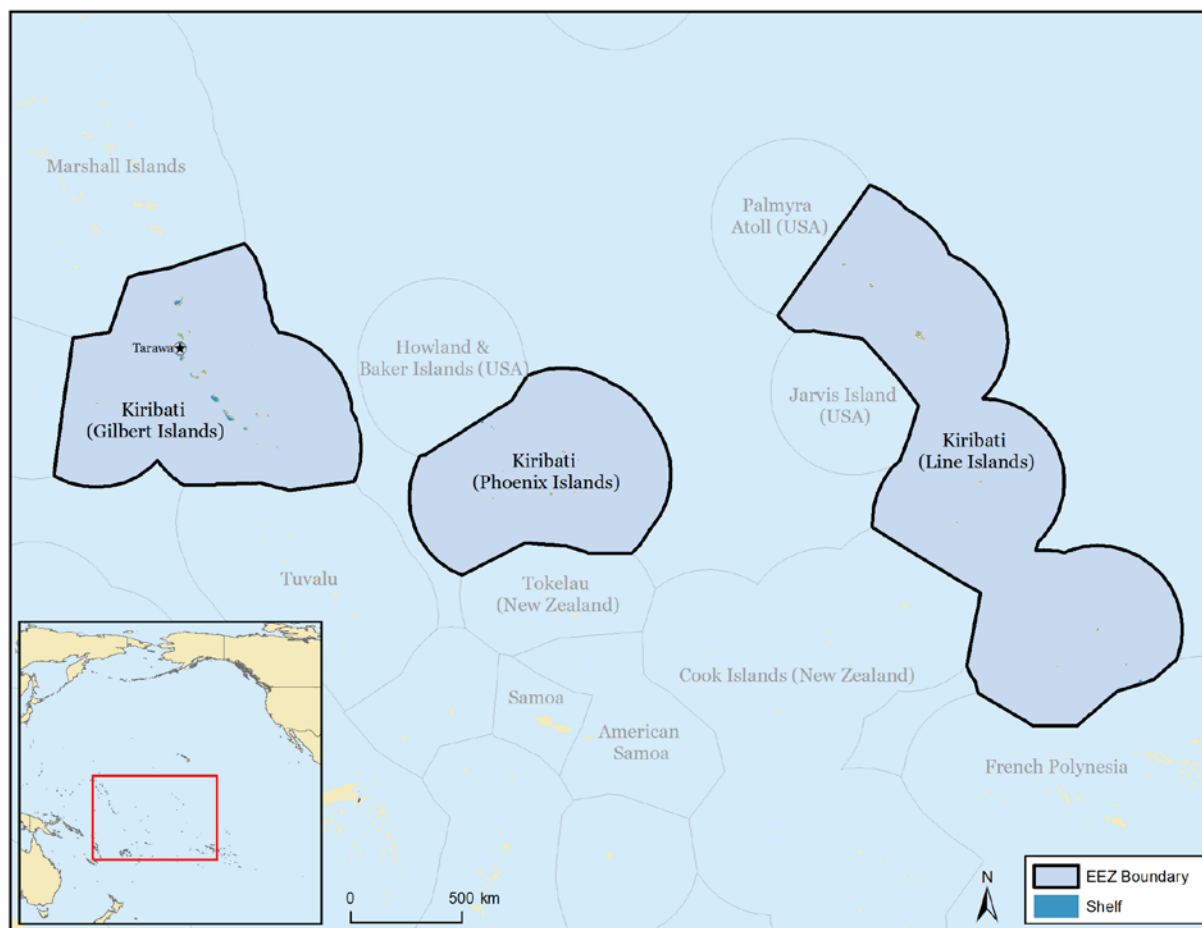 Marshall Islands
Palmyra
Atoll (USA)
Tarawa
Howland &
Baker Islands (USA)
Jarvis Island
(USA)
Kiribati
(Gilbert Islands)
Kiribati
(Phoenix Islands)
Kiribati
(Line Islands)
Tuvalu
Tokelau
(New Zealand)
Cook Islands (New Zealand)
Samoa
American
Samoa
French Polynesia
0 500 km
N
EEZ Boundary
Shelf